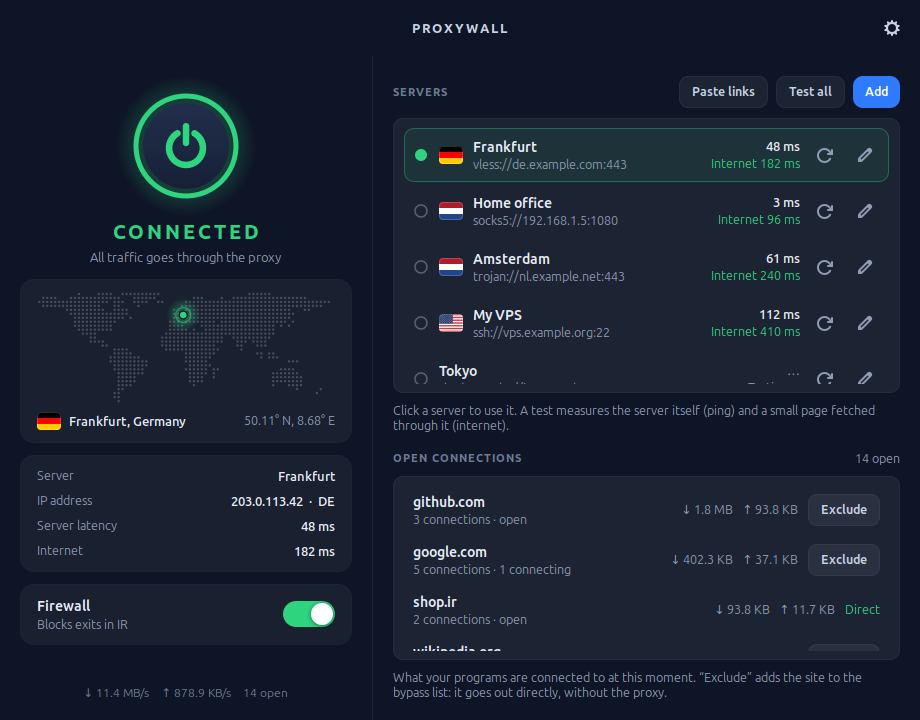 PROXYWALL
CONNECTED
All traffic goes through the proxy
Frankfurt, Germany
50.11° N, 8.68° E
Server
Frankfurt
IP address
203.0.113.42 · DE
Server latency
48 ms
Internet
182 ms
Firewall
Blocks exits in IR
↓ 11.4 MB/s ↑ 878.9 KB/s 14 open
SERVERS
Paste links
Test all
Add
Frankfurt
48 ms
vless://de.example.com:443
Internet 182 ms
Home office
3 ms
socks5://192.168.1.5:1080
Internet 96 ms
Amsterdam
61 ms
trojan://nl.example.net:443
Internet 240 ms
My VPS
112 ms
ssh://vps.example.org:22
Internet 410 ms
Tokyo
...
Click a server to use it. A test measures the server itself (ping) and a small page fetched
through it (internet).
OPEN CONNECTIONS
14 open
github.com
3 connections · open
↓ 1.8 MB ↑ 93.8 KB
Exclude
google.com
5 connections · 1 connecting
↓ 402.3 KB ↑ 37.1 KB
Exclude
shop.ir
2 connections · open
↓ 93.8 KB ↑ 11.7 KB Direct
wikipedia.org
What your programs are connected to at this moment. “Exclude” adds the site to the
bypass list: it goes out directly, without the proxy.